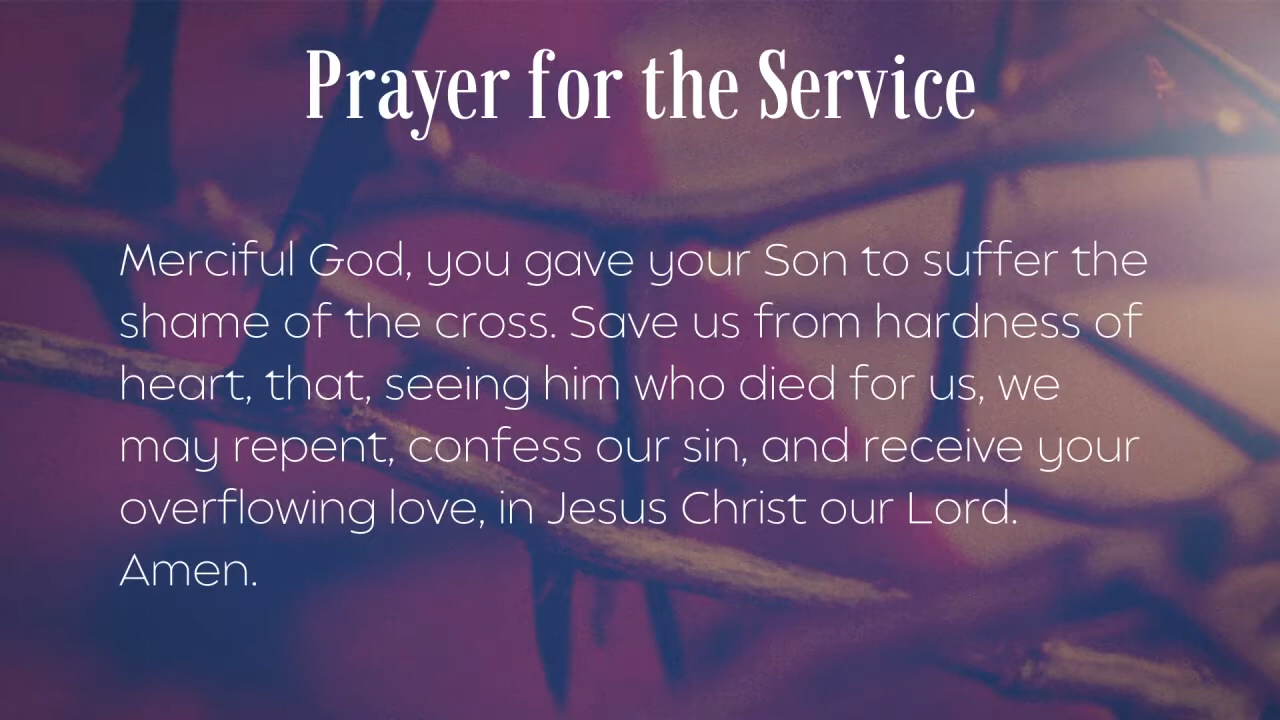 Prayer for the Service
Merciful God, you gave your Son to suffer the
shame of the cross. Save us from hardness of
heart, that, seeing him who died for us, we
may repent, confess our sin, and receive your
overflowing love, in Jesus Christ our Lord.
Amen.